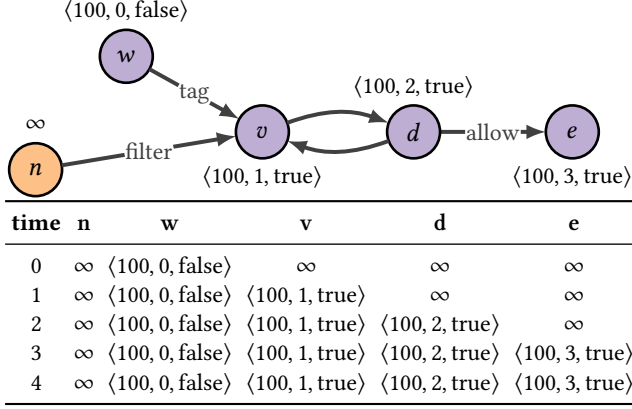 ⟨100, 0, false⟩
w
tag
⟨100, 2, true⟩
∞
n
filter
v
d
allow
e
⟨100, 1, true⟩
⟨100, 3, true⟩
time n w v d e
0 ∞ ⟨100, 0, false⟩ ∞ ∞ ∞
1 ∞ ⟨100, 0, false⟩ ⟨100, 1, true⟩ ∞ ∞
2 ∞ ⟨100, 0, false⟩ ⟨100, 1, true⟩ ⟨100, 2, true⟩ ∞
3 ∞ ⟨100, 0, false⟩ ⟨100, 1, true⟩ ⟨100, 2, true⟩ ⟨100, 3, true⟩
4 ∞ ⟨100, 0, false⟩ ⟨100, 1, true⟩ ⟨100, 2, true⟩ ⟨100, 3, true⟩